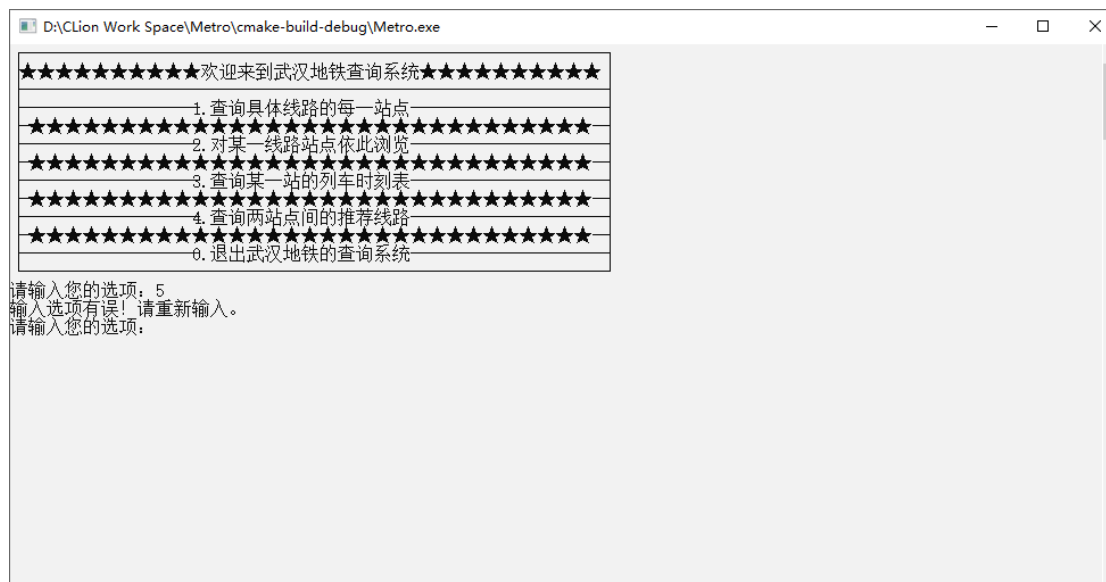 D:\CLion Work Space\Metro\cmake-build-debug\Metro.exe
★★★★★★★★★★欢迎来到武汉地铁查询系统★★★★★★★★★★
1.查询具体线路的每一站点
★★★★★★★★★★★★★★★★★★★★★★★★★★★★★★★
2.对某一线路站点依此浏览
★★★★★★★★★★★★★★★★★★★★★★★★★★★★★★★
3.查询某一站的列车时刻表
★★★★★★★★★★★★★★★★★★★★★★★★★★★★★★★
4.查询两站点间的推荐线路
★★★★★★★★★★★★★★★★★★★★★★★★★★★★★★★
0.退出武汉地铁的查询系统
请输入您的选项：5
输入选项有误！请重新输入。
请输入您的选项：